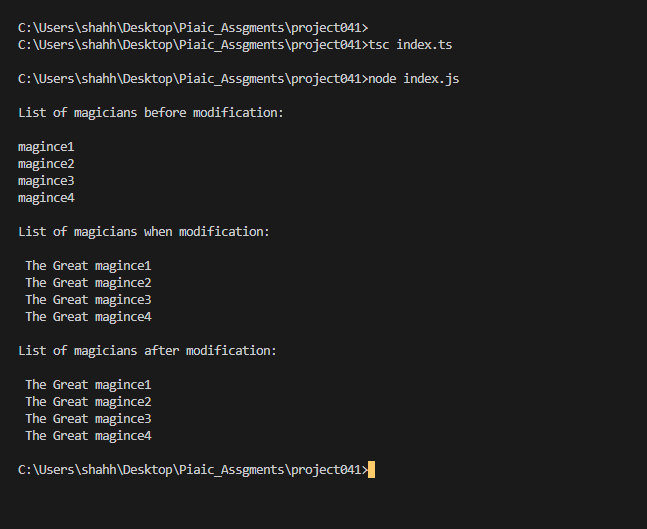 C:\Users\shahh\Desktop\Piaic_Assgments\project041>
C:\Users\shahh\Desktop\Piaic_Assgments\project041>tsc index.ts
C:\Users\shahh\Desktop\Piaic_Assgments\project041>node index.js
List of magicians before modification:
magince1
magince2
magince3
magince4
List of magicians when modification:
The Great magince1
The Great magince2
The Great magince3
The Great magince4
List of magicians after modification:
The Great magince1
The Great magince2
The Great magince3
The Great magince4
C:\Users\shahh\Desktop\Piaic_Assgments\project041>